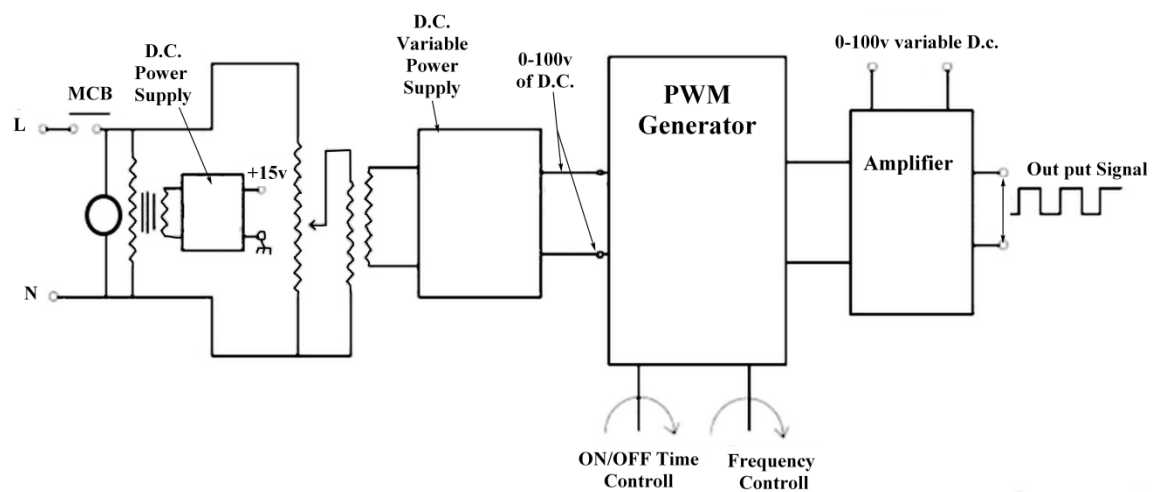 D.C.
Power
Supply
D.C.
Variable
Power
Supply
0-100v
of D.C.
0-100v variable D.c.
MCB
L
+15v
PWM
Generator
Amplifier
Out put Signal
N
ON/OFF Time
Controll
Frequency
Controll